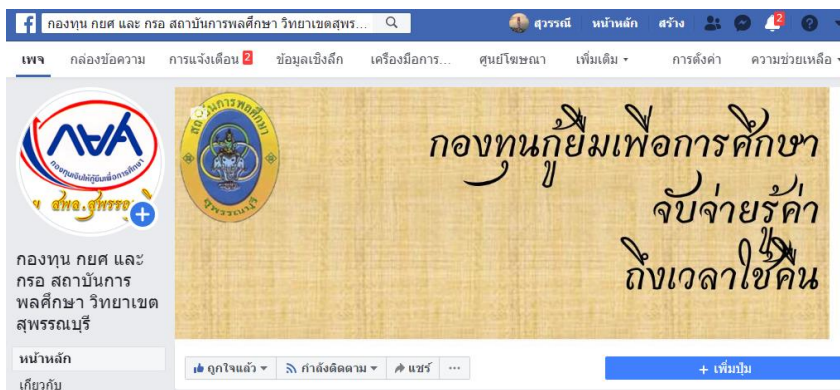 กองทุน กยศ และ กรอ สถาบันการพลศึกษา วิทยาเขตสุพร...
สุวรรณี หน้าหลัก สร้าง 2
เพจ กล่องข้อความ การแจ้งเตือน 2 ข้อมูลเชิงลึก เครื่องมือการ... ศูนย์โฆษณา เพิ่มเติม การตั้งค่า ความช่วยเหลือ
กยศ
กองทุนเงินให้กู้ยืมเพื่อการศึกษา
สถาบันการพลศึกษา
สุพรรณบุรี
กองทุนกู้ยืมเพื่อการศึกษา
จับจ่ายรู้ค่า
ถึงเวลาใช้คืน
กองทุน กยศ และ
กรอ สถาบันการ
พลศึกษา วิทยาเขต
สุพรรณบุรี
หน้าหลัก
เกี่ยวกับ
ถูกใจแล้ว กำลังติดตาม แชร์ ...
+ เพิ่มปุ่ม